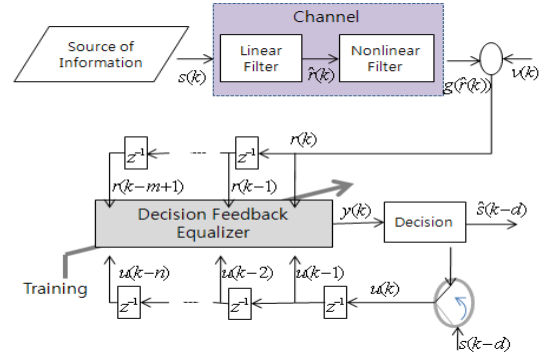 Channel
Source of
Information
s(k)
Linear
Filter
r̂(k)
Nonlinear
Filter
g(r̂(k))
ν(k)
r(k)
z⁻¹
z⁻¹
r(k−m+1)
r(k−1)
Decision Feedback
Equalizer
y(k)
Decision
ŝ(k−d)
Training
u(k−n)
u(k−2)
u(k−1)
u(k)
z⁻¹
z⁻¹
z⁻¹
s(k−d)